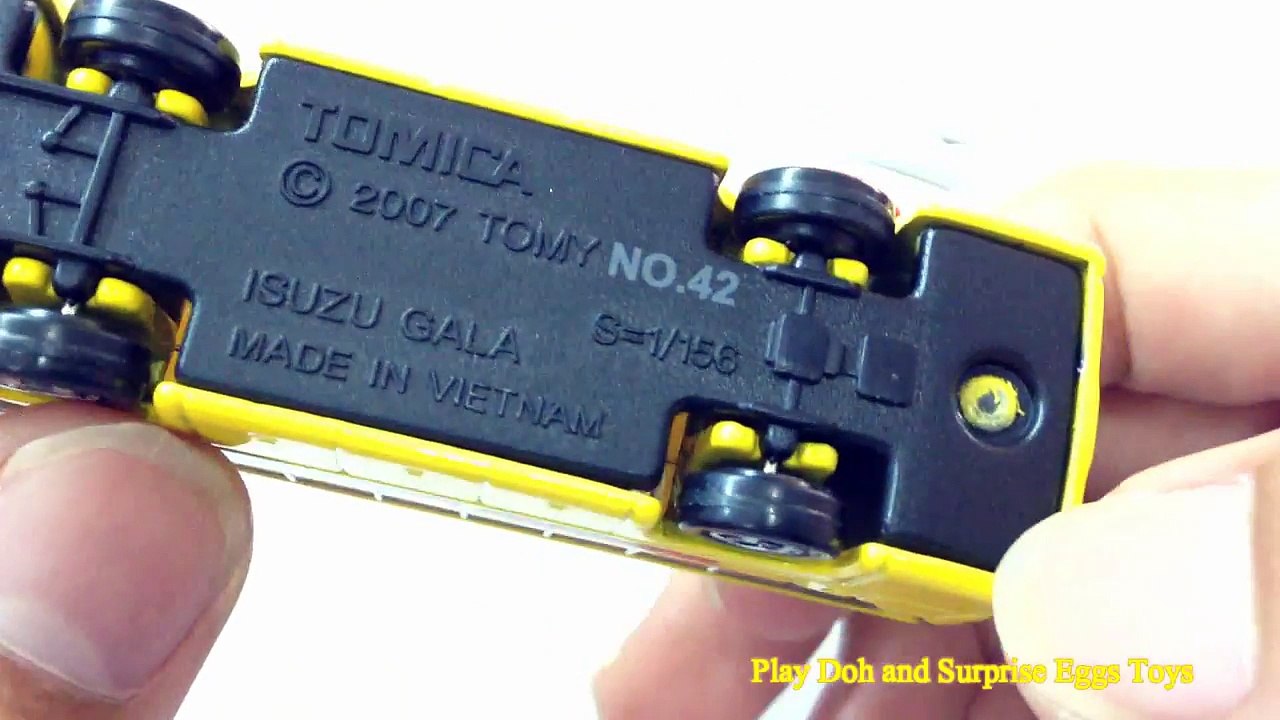 TOMICA
© 2007 TOMY NO.42
ISUZU GALA S=1/156
MADE IN VIETNAM
Play Doh and Surprise Eggs Toys